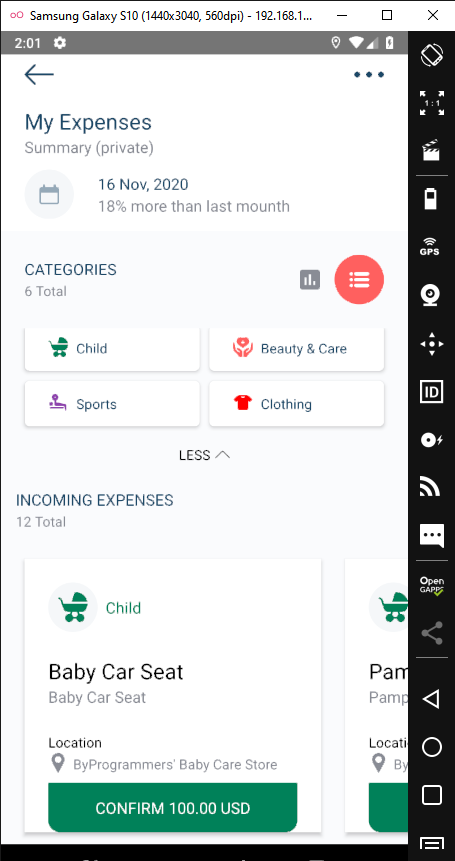 Samsung Galaxy S10 (1440x3040, 560dpi) - 192.168.1...
2:01
My Expenses
Summary (private)
16 Nov, 2020
18% more than last mounth
CATEGORIES
6 Total
Child
Beauty & Care
Sports
Clothing
LESS
INCOMING EXPENSES
12 Total
Child
Baby Car Seat
Pam
Baby Car Seat
Pamp
Location
Locati
ByProgrammers' Baby Care Store
By
CONFIRM 100.00 USD
1:1
GPS
ID
Open
GAPPS